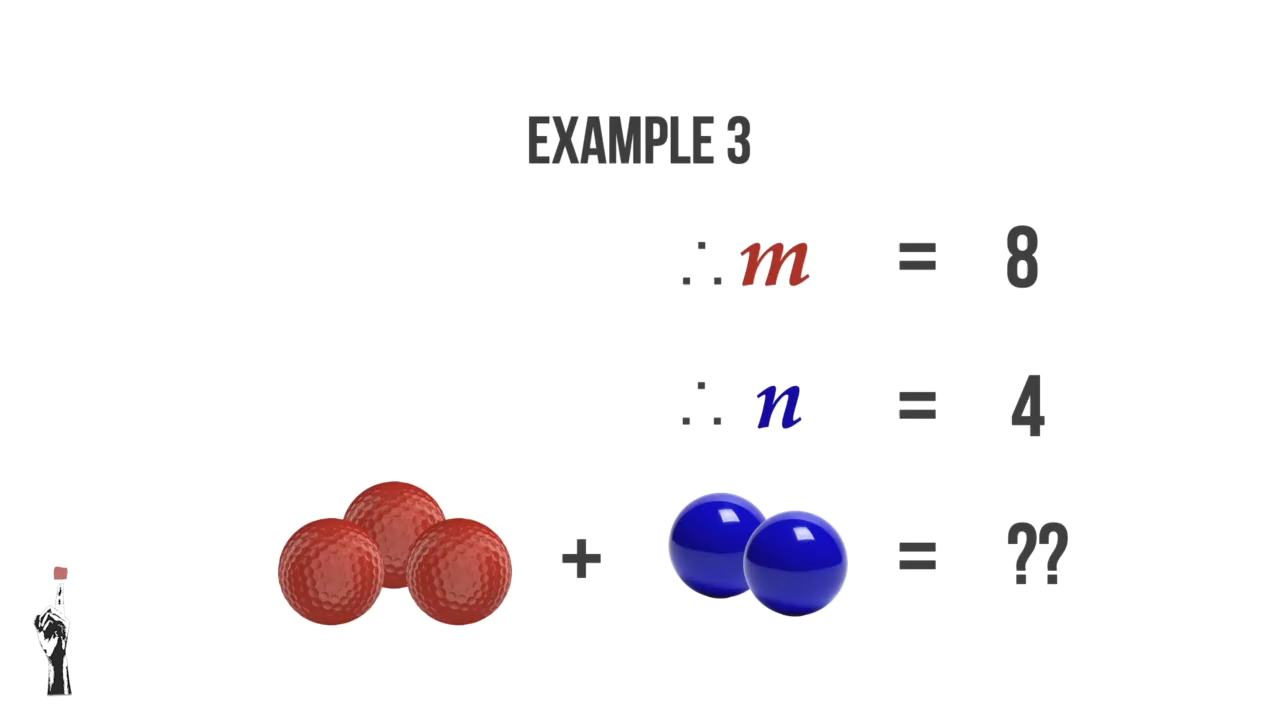 EXAMPLE 3
∴ m = 8
∴ n = 4
+ = ??